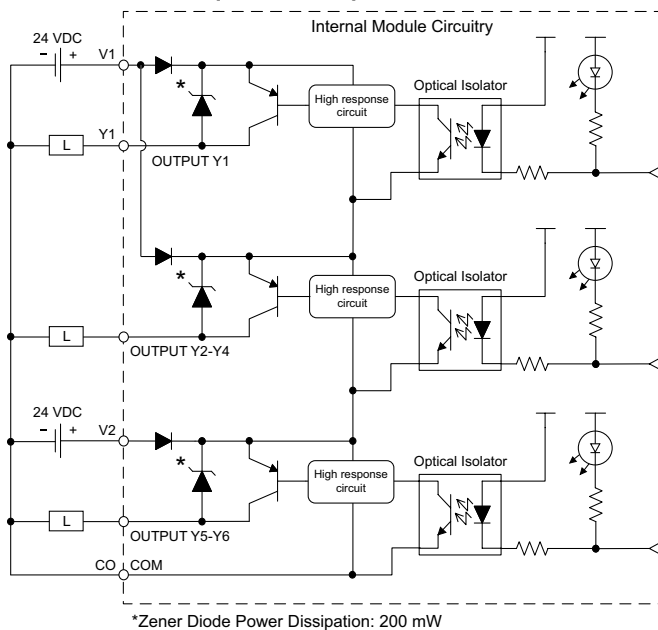 Internal Module Circuitry
24 VDC
- + V1
*
High response
circuit
Optical Isolator
L
Y1
OUTPUT Y1
*
High response
circuit
Optical Isolator
L
OUTPUT Y2-Y4
24 VDC
- + V2
*
High response
circuit
Optical Isolator
L
OUTPUT Y5-Y6
C0 COM
*Zener Diode Power Dissipation: 200 mW